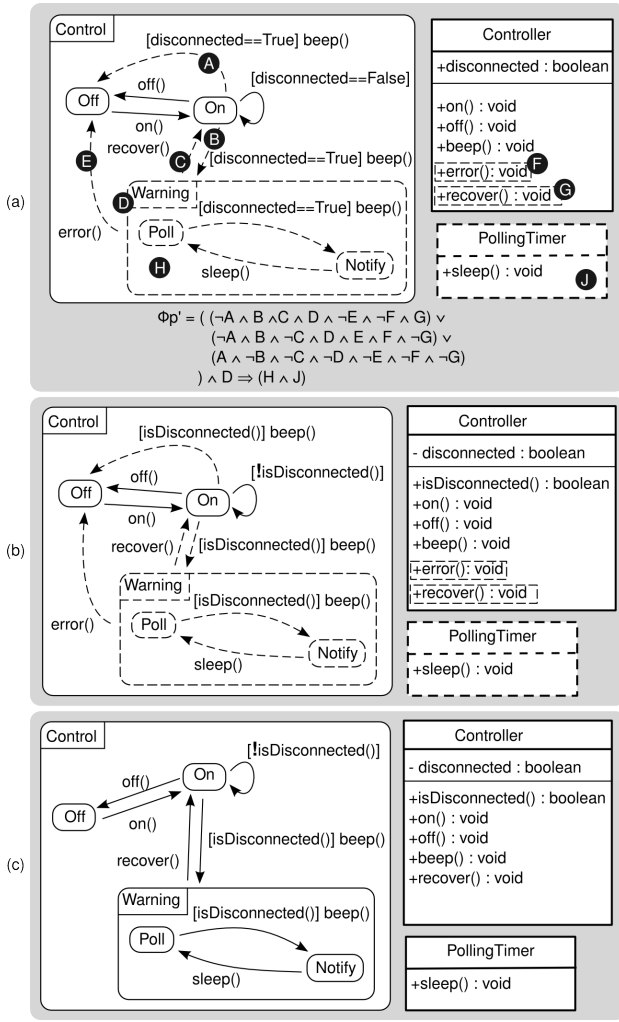 (a)
Control
[disconnected==True] beep()
A
off()
[disconnected==False]
Off
On
on()
B
recover()
C
E
[disconnected==True] beep()
D
Warning
[disconnected==True] beep()
error()
Poll
H
sleep()
Notify
Controller
+disconnected : boolean
+on() : void
+off() : void
+beep() : void
+error(): void
F
+recover() : void
G
PollingTimer
+sleep() : void
J
Φp' = ( (¬A ∧ B ∧C ∧ D ∧ ¬E ∧ ¬F ∧ G) ∨
(¬A ∧ B ∧ ¬C ∧ D ∧ E ∧ F ∧ ¬G) ∨
(A ∧ ¬B ∧ ¬C ∧ ¬D ∧ ¬E ∧ ¬F ∧ ¬G)
) ∧ D ⇒ (H ∧ J)
(b)
Control
[isDisconnected()] beep()
[!isDisconnected()]
off()
Off
On
on()
recover()
[isDisconnected()] beep()
Warning
[isDisconnected()] beep()
error()
Poll
sleep()
Notify
Controller
- disconnected : boolean
+isDisconnected() : boolean
+on() : void
+off() : void
+beep() : void
+error(): void
+recover() : void
PollingTimer
+sleep() : void
(c)
Control
On
[!isDisconnected()]
off()
Off
on()
[isDisconnected()] beep()
recover()
Warning
[isDisconnected()] beep()
Poll
sleep()
Notify
Controller
- disconnected : boolean
+isDisconnected() : boolean
+on() : void
+off() : void
+beep() : void
+recover() : void
PollingTimer
+sleep() : void